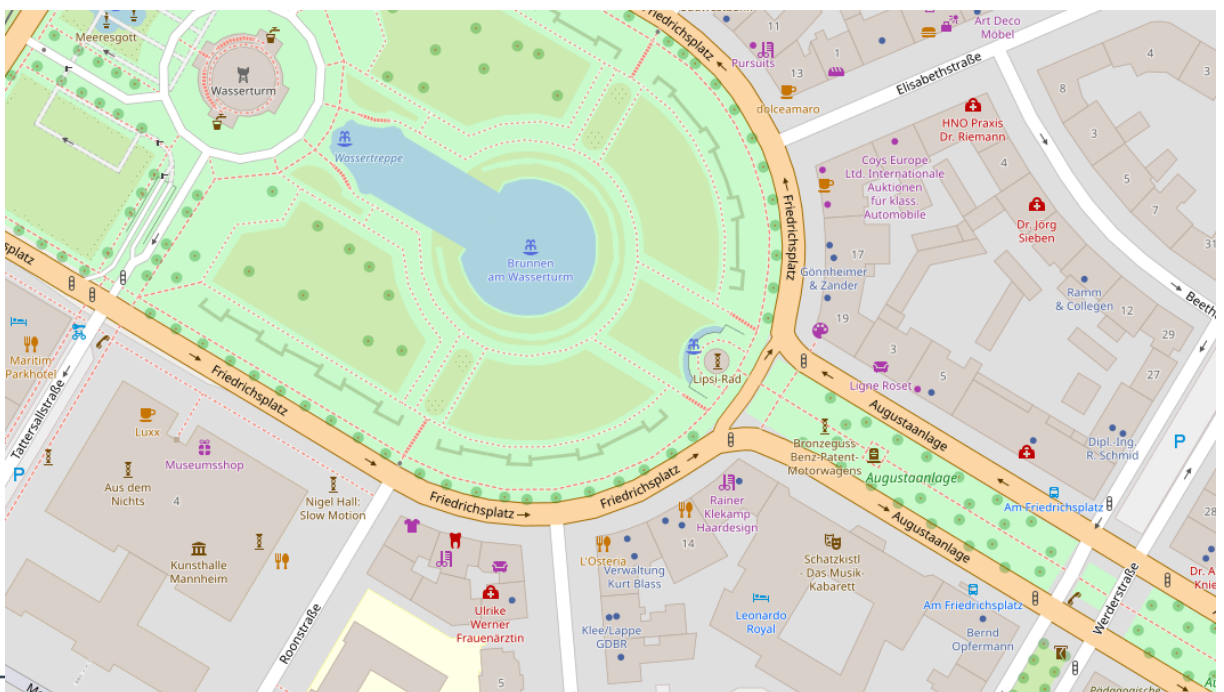 Meeresgott
Wasserturm
Wassertreppe
Brunnen
am Wasserturm
Lipsi-Rad
Friedrichsplatz
11
Pursuits
13
1
dolceamaro
Art Deco
Möbel
Elisabethstraße
4
3
8
HNO Praxis
Dr. Riemann
4
3
5
7
31
Coys Europe
Ltd. Internationale
Auktionen
für klass.
Automobile
Dr. Jörg
Sieben
Friedrichsplatz
17
Gönnheimer
& Zander
19
Ramm
& Collegen
12
29
27
3
5
Ligne Roset
Augustaanlage
Dipl.-Ing.
R. Schmid
P
Am Friedrichsplatz
28
Maritim
Parkhotel
Tattersallstraße
P
Luxx
Museumsshop
Aus dem
Nichts
4
Kunsthalle
Mannheim
Nigel Hall:
Slow Motion
Friedrichsplatz
Friedrichsplatz
Friedrichsplatz
Bronzeguss
Benz-Patent-
Motorwagens
Augustaanlage
Augustaanlage
Rainer
Klekamp
Haardesign
14
L'Osteria
Verwaltung
Kurt Blass
Klee/Lappe
GDBR
Schatzkistl
- Das Musik-
Kabarett
Leonardo
Royal
Am Friedrichsplatz
Bernd
Opfermann
Werderstraße
Ulrike
Werner
Frauenärztin
Roonstraße
5
Pädagogische